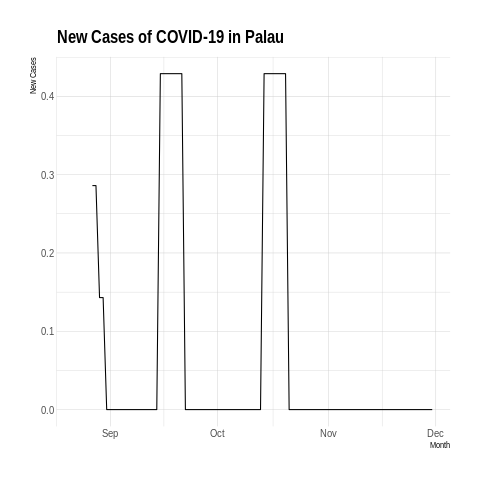 New Cases of COVID-19 in Palau
New Cases
0.4
0.3
0.2
0.1
0.0
Sep Oct Nov Dec
Month